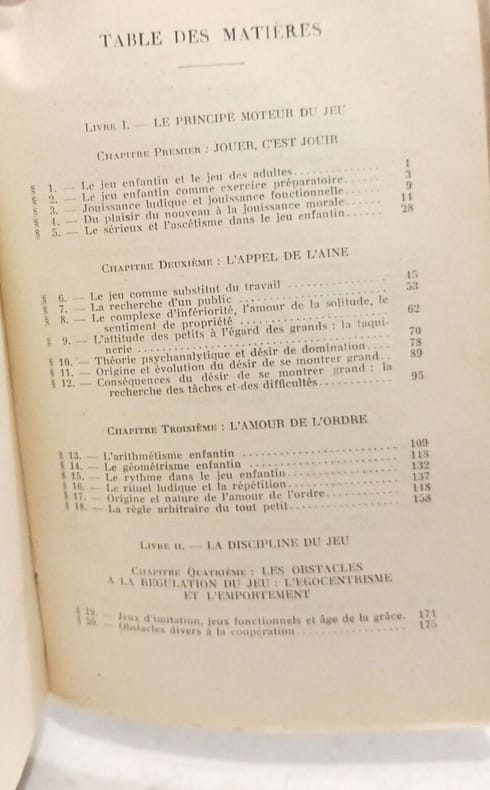 TABLE DES MATIÈRES
LIVRE I. — LE PRINCIPE MOTEUR DU JEU
CHAPITRE PREMIER : JOUER, C'EST JOUIR
§ 1. — Le jeu enfantin et le jeu des adultes............... 1
§ 2. — Le jeu enfantin comme exercice préparatoire...... 3
§ 3. — Jouissance ludique et jouissance fonctionnelle..... 9
§ 4. — Du plaisir du nouveau à la jouissance morale..... 14
§ 5. — Le sérieux et l'ascétisme dans le jeu enfantin...... 28
CHAPITRE DEUXIÈME : L'APPEL DE L'AINE
§ 6. — Le jeu comme substitut du travail ................ 45
§ 7. — La recherche d'un public ........................ 53
§ 8. — Le complexe d'infériorité, l'amour de la solitude, le
sentiment de propriété ........................ 62
§ 9. — L'attitude des petits à l'égard des grands : la taqui-
nerie ........................................ 70
§ 10. — Théorie psychanalytique et désir de domination.... 78
§ 11. — Origine et évolution du désir de se montrer grand.. 89
§ 12. — Conséquences du désir de se montrer grand : la
recherche des tâches et des difficultés........... 95
CHAPITRE TROISIÈME : L'AMOUR DE L'ORDRE
§ 13. — L'arithmétisme enfantin ......................... 109
§ 14. — Le géométrisme enfantin ......................... 118
§ 15. — Le rythme dans le jeu enfantin.................. 132
§ 16. — Le rituel ludique et la répétition................ 137
§ 17. — Origine et nature de l'amour de l'ordre........... 148
§ 18. — La règle arbitraire du tout petit................. 158
LIVRE II. — LA DISCIPLINE DU JEU
CHAPITRE QUATRIÈME : LES OBSTACLES
A LA RÉGULATION DU JEU : L'ÉGOCENTRISME
ET L'EMPORTEMENT
§ 19. — Jeux d'imitation, jeux fonctionnels et âge de la grâce. 171
§ 20. — Obstacles divers à la coopération................. 175